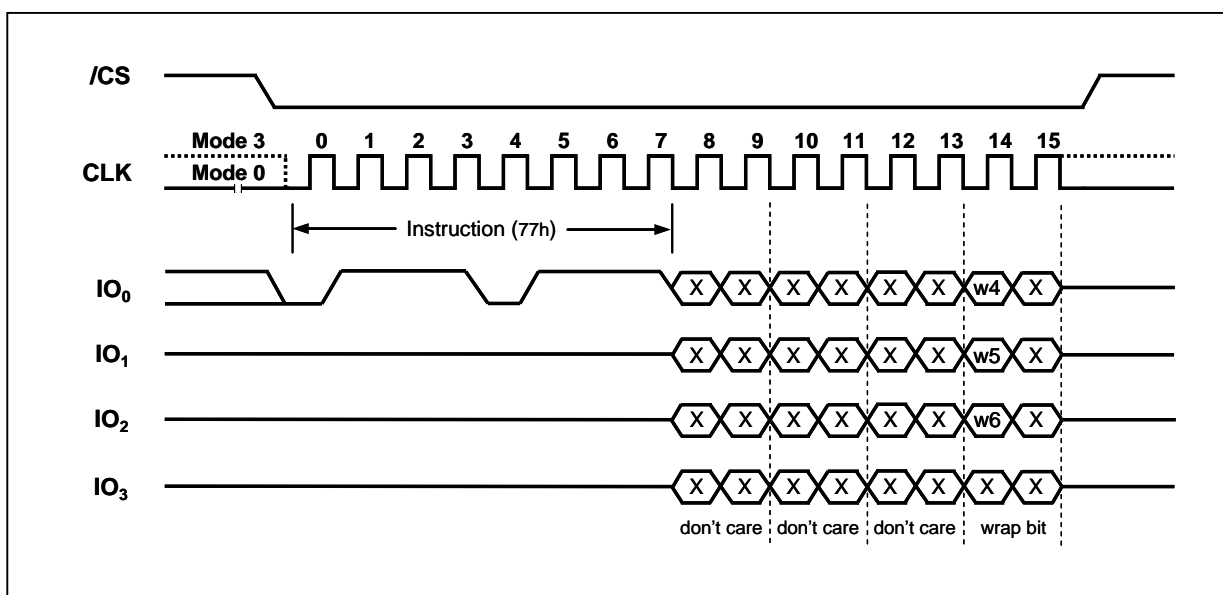 /CS
Mode 3 0 1 2 3 4 5 6 7 8 9 10 11 12 13 14 15
CLK Mode 0
Instruction (77h)
IO0 X X X X X X w4 X
IO1 X X X X X X w5 X
IO2 X X X X X X w6 X
IO3 X X X X X X X X
don't care don't care don't care wrap bit